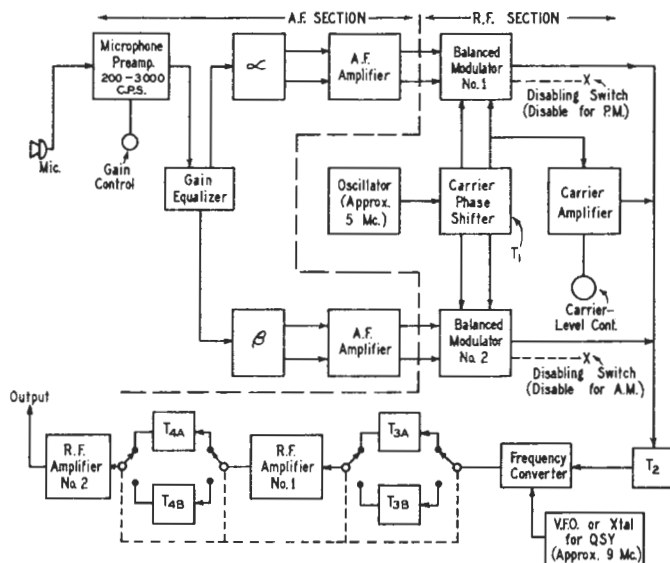 A.F. SECTION
R.F. SECTION
Microphone
Preamp.
200-3000
C.P.S.
∝
A.F.
Amplifier
Balanced
Modulator
No.1
Disabling Switch
(Disable for P.M.)
Mic.
Gain
Control
Gain
Equalizer
Oscillator
(Approx.
5 Mc.)
Carrier
Phase
Shifter
T1
Carrier
Amplifier
Carrier-
Level Cont.
β
A.F.
Amplifier
Balanced
Modulator
No. 2
Disabling Switch
(Disable for A.M.)
Output
R.F.
Amplifier
No. 2
T4A
T4B
R.F.
Amplifier
No. 1
T3A
T3B
Frequency
Converter
T2
V.F.O. or Xtal
for QSY
(Approx. 9 Mc.)